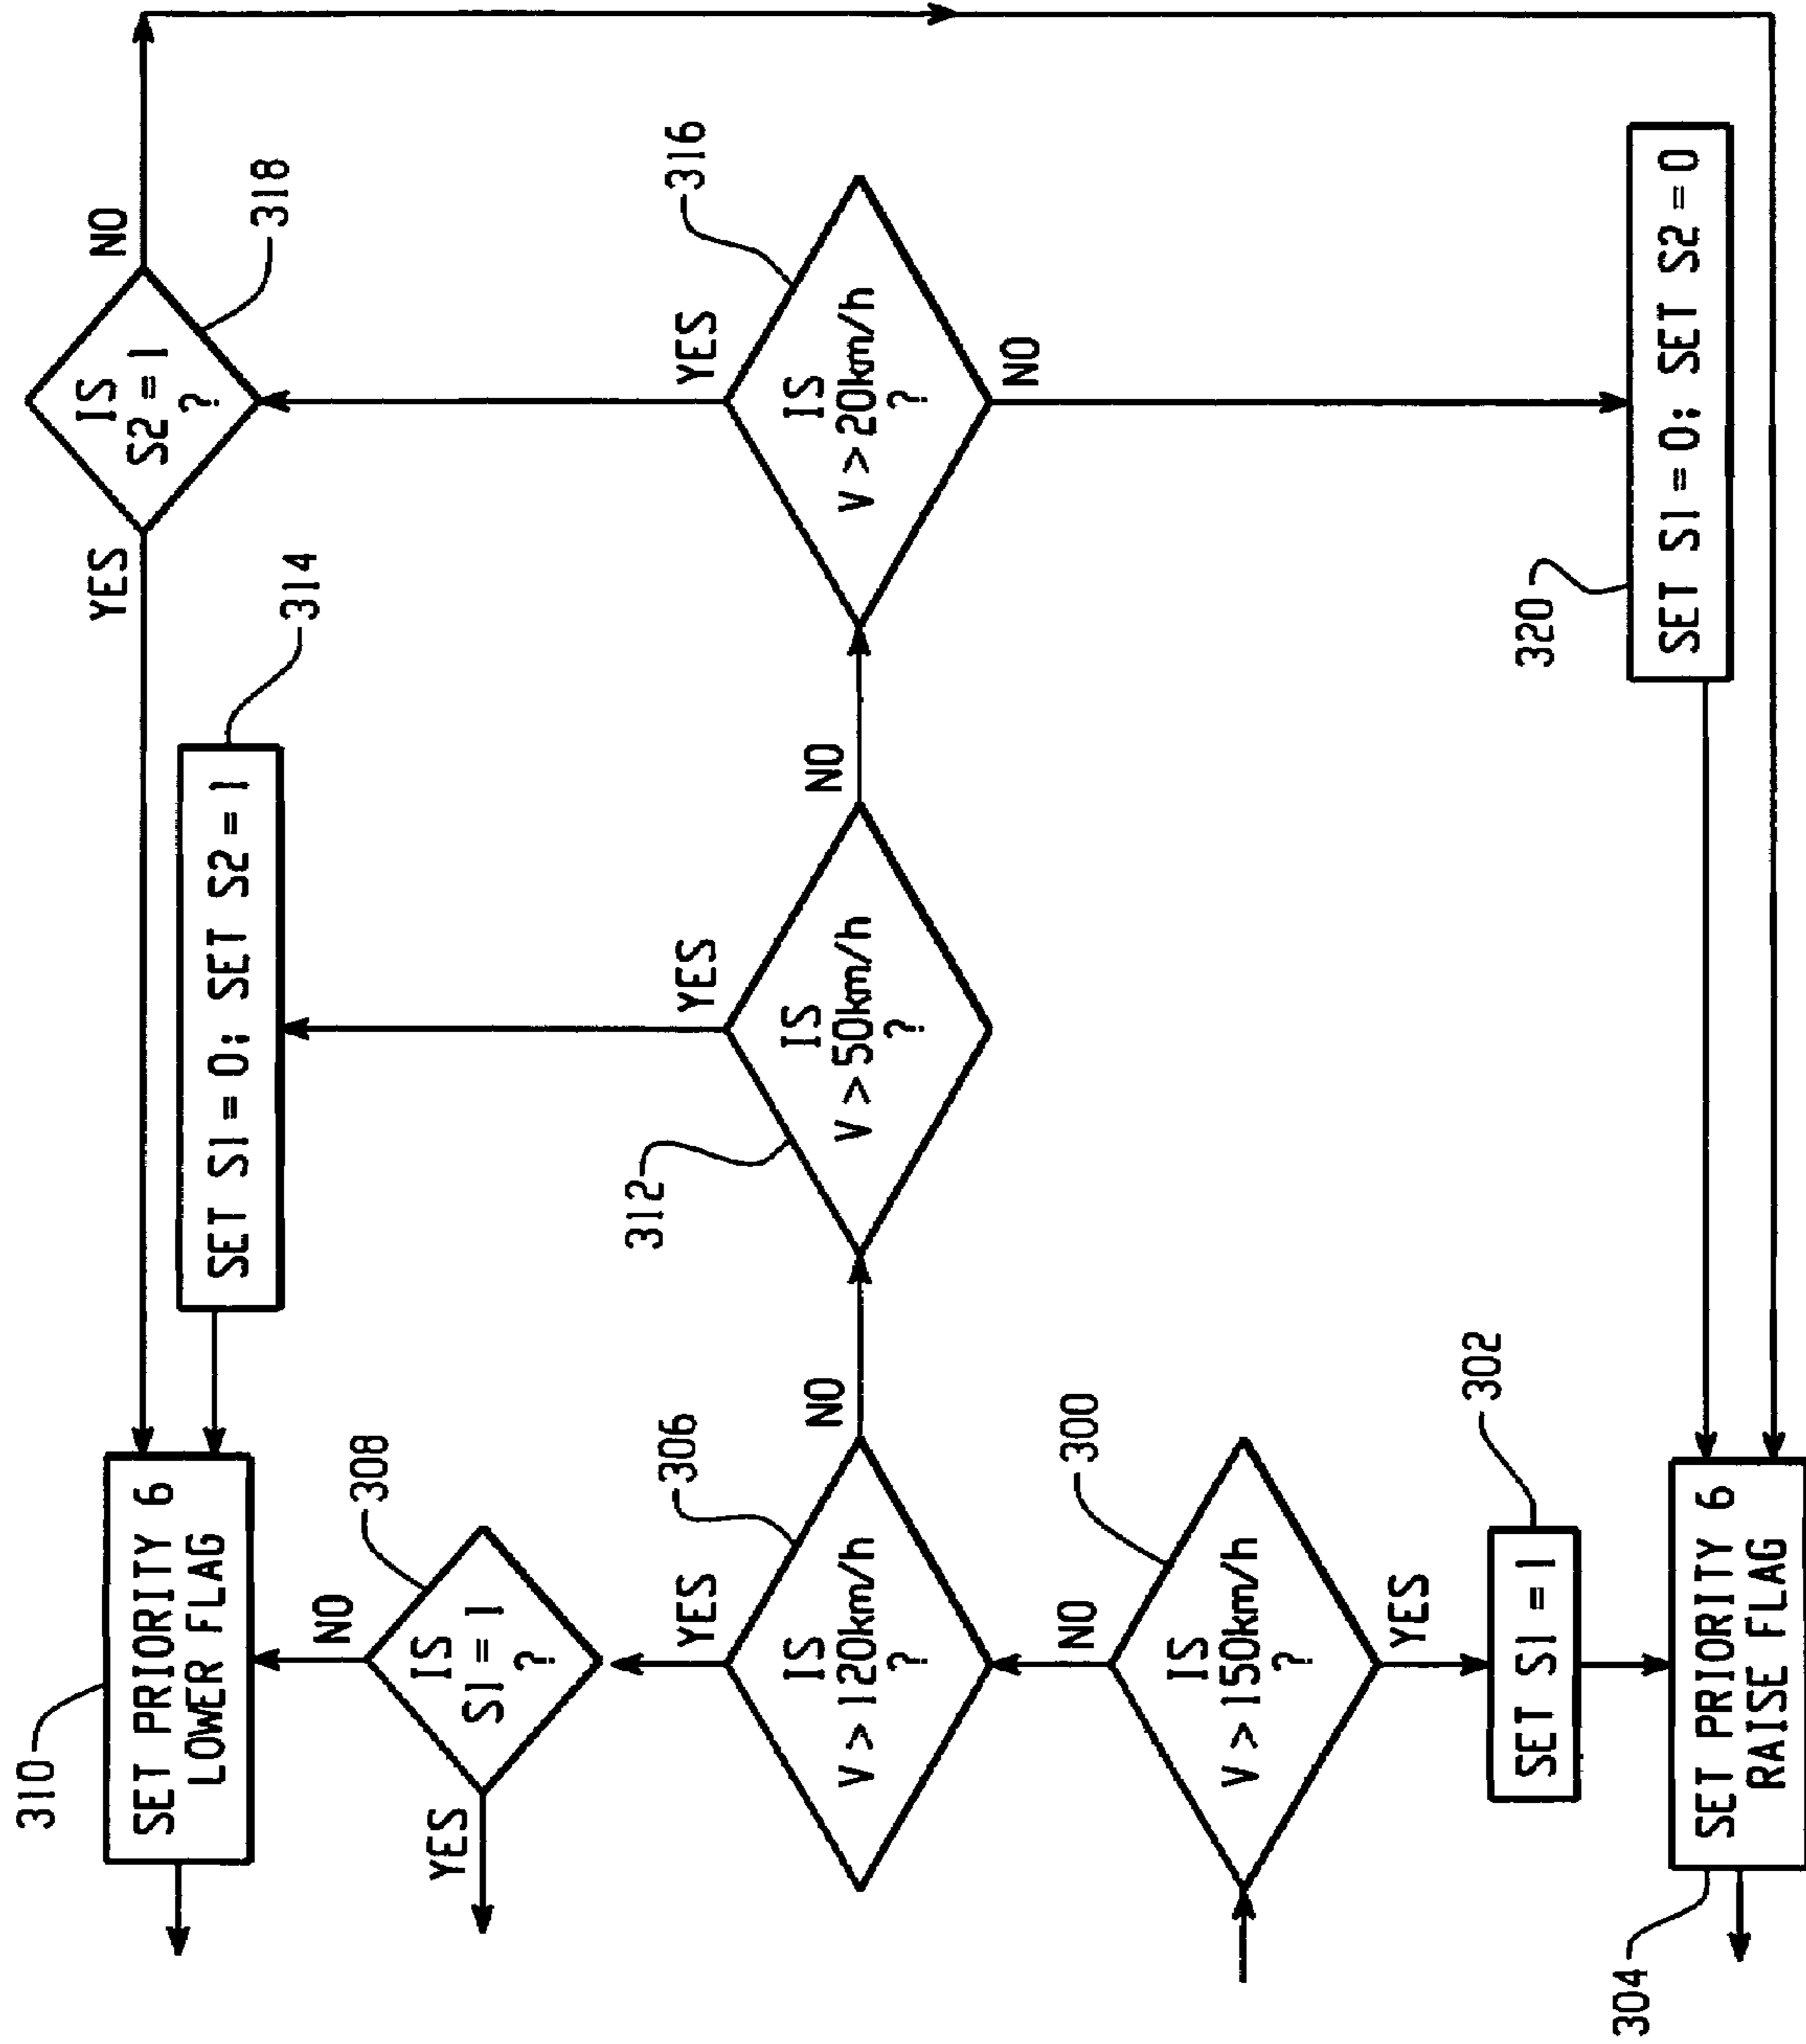 310
SET PRIORITY 6
LOWER FLAG
YES
NO
308
IS
S1 = 1
?
YES
306
IS
V > 120km/h
?
NO
NO
300
IS
V > 150km/h
?
YES
302
SET S1 = 1
304
SET PRIORITY 6
RAISE FLAG
314
SET S1 = 0; SET S2 = 1
YES
312
IS
V > 50km/h
?
NO
YES
318
IS
S2 = 1
?
NO
YES
316
IS
V > 20km/h
?
NO
320
SET S1 = 0; SET S2 = 0